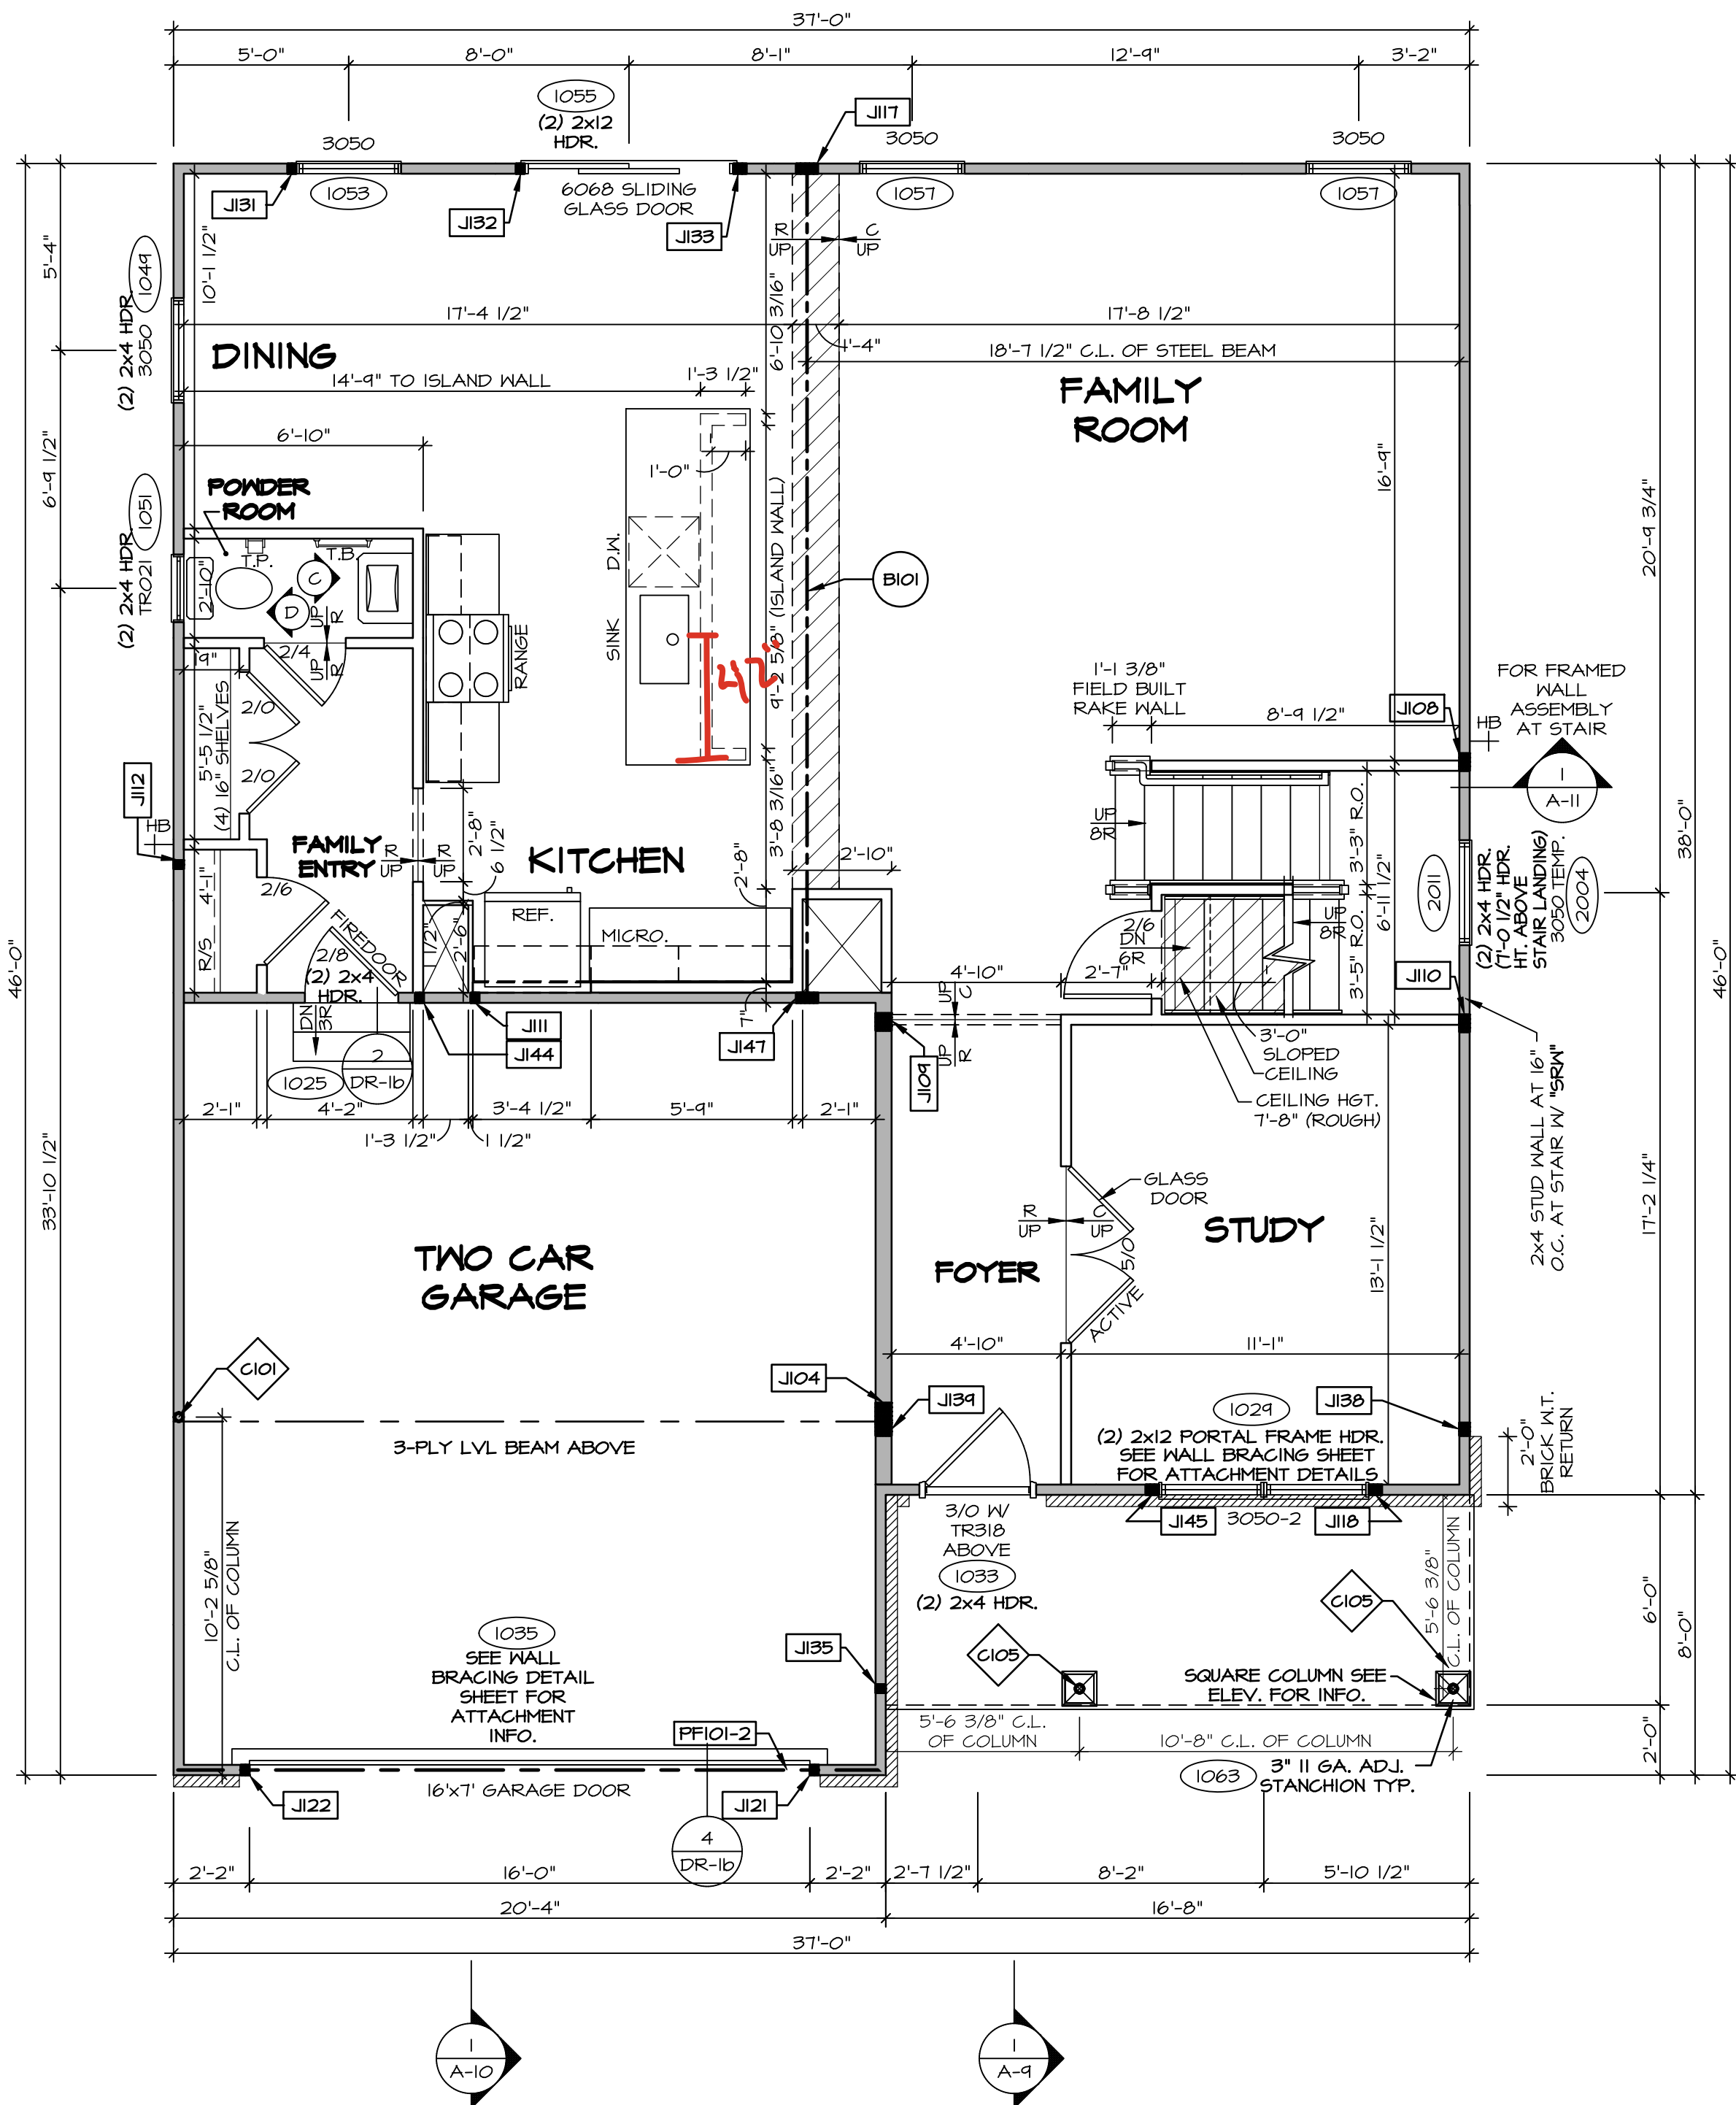 37'-0"
5'-0"
8'-0"
8'-1"
12'-9"
3'-2"
1055
(2) 2x12
HDR.
J117
3050
3050
3050
1053
1057
1057
6068 SLIDING
GLASS DOOR
J131
J132
J133
R
UP
C
UP
5'-4"
10'-1 1/2"
(2) 2x4 HDR.
3050
1049
6'-10 3/16"
17'-4 1/2"
17'-8 1/2"
1'-4"
18'-7 1/2" C.L. OF STEEL BEAM
DINING
14'-9" TO ISLAND WALL
1'-3 1/2"
FAMILY
ROOM
6'-10"
1'-0"
6'-9 1/2"
16'-9"
POWDER
ROOM
(2) 2x4 HDR.
TR021
1051
T.P.
T.B.
C
D
2'-10"
UP
R
UP
R
2/4
D.W.
SINK
RANGE
9'-2 5/8" (ISLAND WALL)
42"
B101
20'-9 3/4"
19"
5'-5 1/2"
(4) 16" SHELVES
2/0
2/0
1'-1 3/8"
FIELD BUILT
RAKE WALL
8'-9 1/2"
J108
HB
FOR FRAMED
WALL
ASSEMBLY
AT STAIR
1
A-11
J112
HB
FAMILY
ENTRY
R
UP
R
UP
2'-8"
6 1/2"
KITCHEN
3'-8 3/16"
2'-8"
2'-10"
UP
8R
3'-3" R.O.
6'-11 1/2"
3'-5" R.O.
2011
(2) 2x4 HDR.
(7'-0 1/2" HDR.
HT. ABOVE
STAIR LANDING)
3050 TEMP.
2004
38'-0"
46'-0"
46'-0"
4'-1"
R/S
2/6
FIREDOOR
2/8
(2) 2x4
HDR.
1 1/2"
2'-6"
REF.
MICRO.
2/6
DN
6R
UP
8R
4'-10"
2'-7"
J110
DN
3R
J111
J144
7"
J147
J109
UP
C
UP
R
3'-0"
SLOPED
CEILING
CEILING HGT.
7'-8" (ROUGH)
1025
2
DR-1b
2'-1"
4'-2"
3'-4 1/2"
5'-9"
2'-1"
1'-3 1/2"
1 1/2"
2x4 STUD WALL AT 16"
O.C. AT STAIR W/ "SRW"
33'-10 1/2"
17'-2 1/4"
GLASS
DOOR
R
UP
C
UP
STUDY
5/0
ACTIVE
13'-1 1/2"
TWO CAR
GARAGE
FOYER
4'-10"
11'-1"
C101
J104
J139
1029
J138
3-PLY LVL BEAM ABOVE
(2) 2x12 PORTAL FRAME HDR.
SEE WALL BRACING SHEET
FOR ATTACHMENT DETAILS
2'-0"
BRICK W.T.
RETURN
J145
3050-2
J118
3/0 W/
TR318
ABOVE
1033
(2) 2x4 HDR.
10'-2 5/8"
C.L. OF COLUMN
5'-6 3/8"
C.L. OF COLUMN
6'-0"
8'-0"
1035
SEE WALL
BRACING DETAIL
SHEET FOR
ATTACHMENT
INFO.
J135
C105
C105
SQUARE COLUMN SEE
ELEV. FOR INFO.
PF101-2
5'-6 3/8" C.L.
OF COLUMN
10'-8" C.L. OF COLUMN
2'-0"
1063
3" 11 GA. ADJ.
STANCHION TYP.
16'x7' GARAGE DOOR
J122
J121
4
DR-1b
2'-2"
16'-0"
2'-2"
2'-7 1/2"
8'-2"
5'-10 1/2"
20'-4"
16'-8"
37'-0"
1
A-10
1
A-9